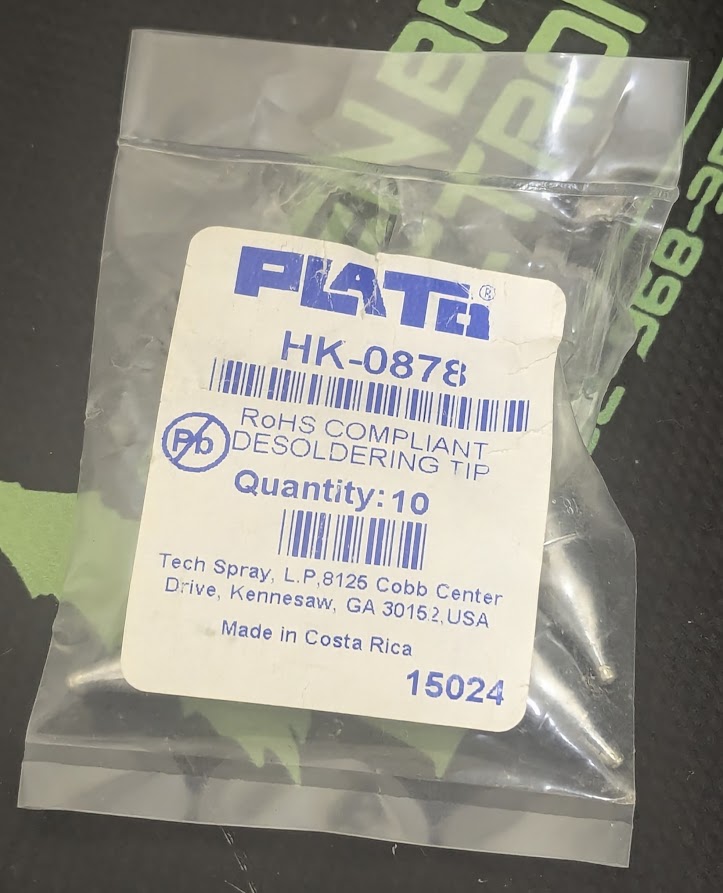 PLATO®
HK-0878
RoHS COMPLIANT
Pb
DESOLDERING TIP
Quantity: 10
Tech Spray, L.P,8125 Cobb Center
Drive, Kennesaw, GA 30152,USA
Made in Costa Rica
15024